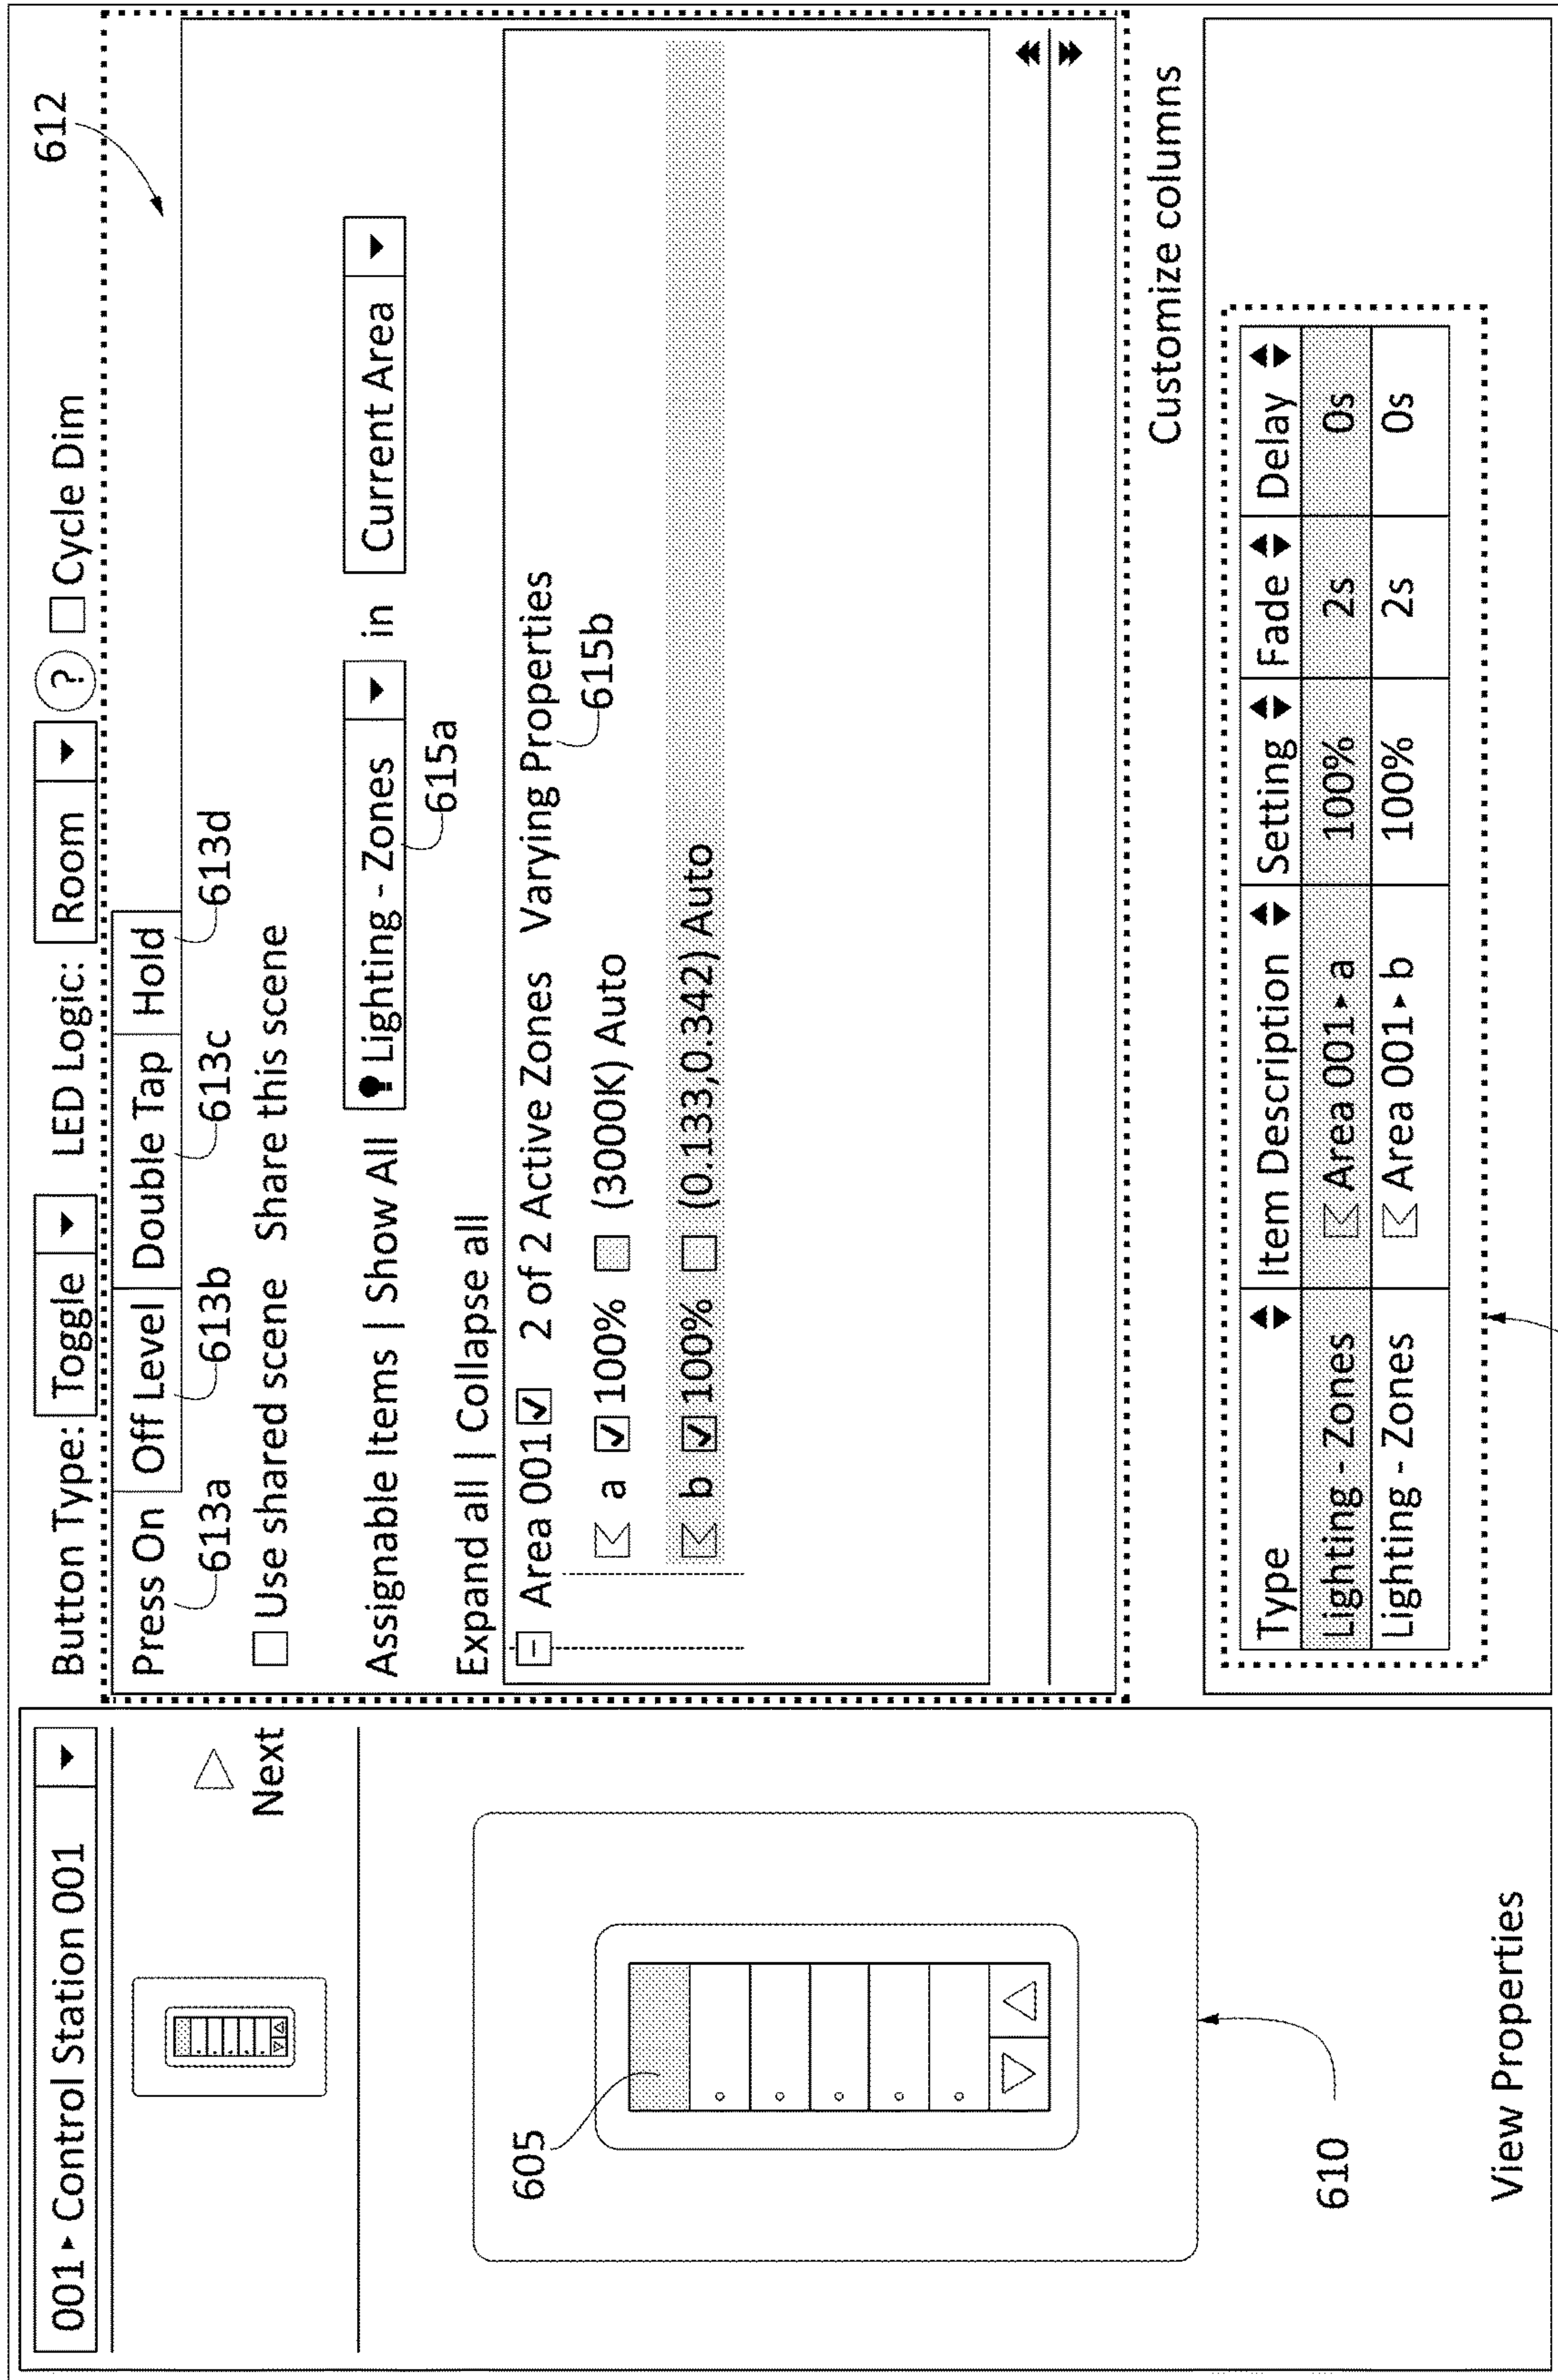 001 ▸ Control Station 001
Next
605
610
View Properties
Button Type: Toggle LED Logic: Room ? Cycle Dim
612
Press On Off Level Double Tap Hold
613a 613b 613c 613d
Use shared scene Share this scene
Assignable Items | Show All Lighting - Zones in Current Area
615a
Expand all | Collapse all
Area 001 2 of 2 Active Zones Varying Properties
615b
a 100% (3000K) Auto
b 100% (0.133,0.342) Auto
Customize columns
Type Item Description Setting Fade Delay
Lighting - Zones Area 001 ▸ a 100% 2s 0s
Lighting - Zones Area 001 ▸ b 100% 2s 0s